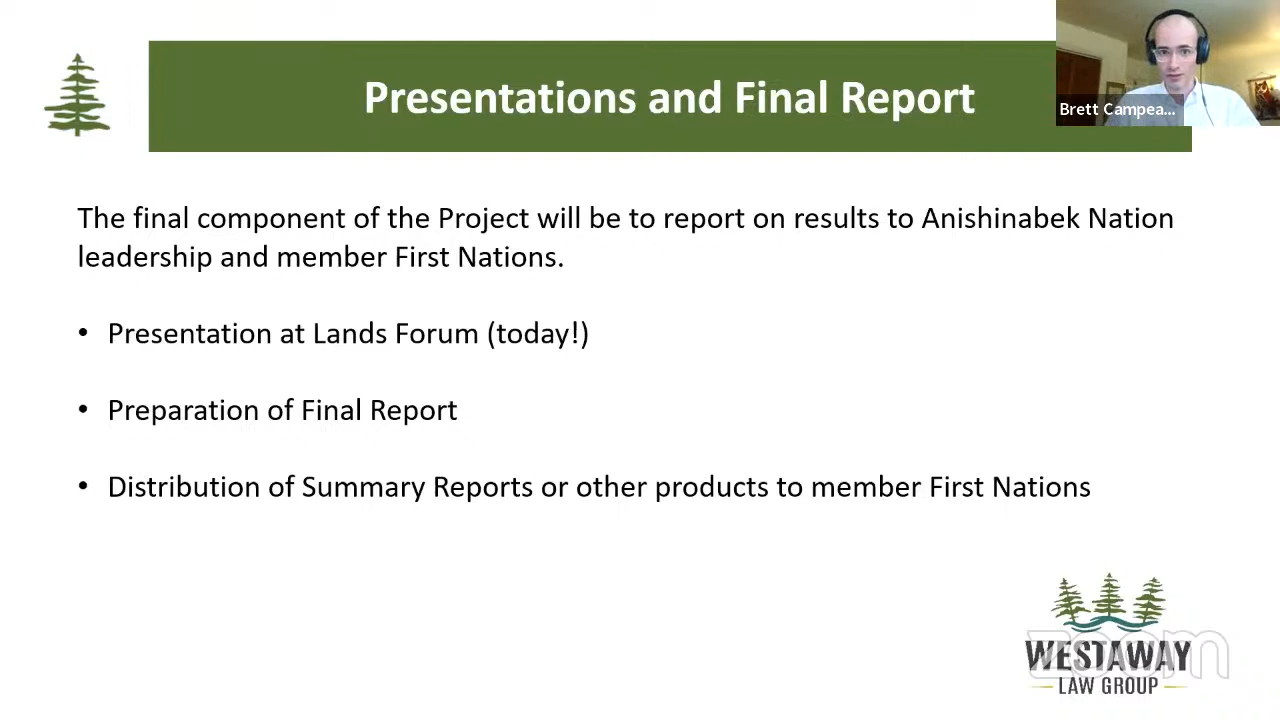 Presentations and Final Report
Brett Campea...
The final component of the Project will be to report on results to Anishinabek Nation
leadership and member First Nations.
• Presentation at Lands Forum (today!)
• Preparation of Final Report
• Distribution of Summary Reports or other products to member First Nations
zoom
WESTAWAY
LAW GROUP